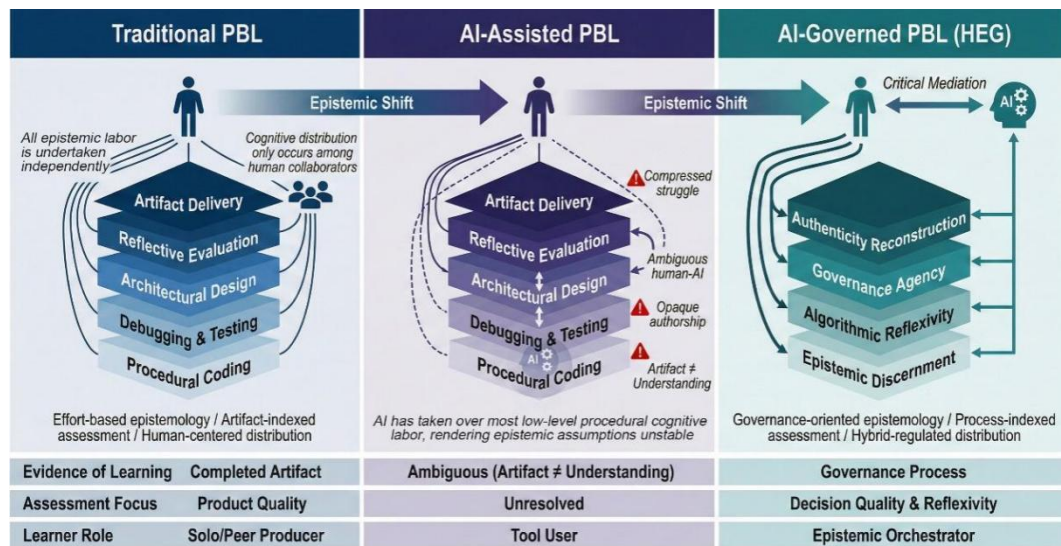 Traditional PBL
AI-Assisted PBL
AI-Governed PBL (HEG)
Epistemic Shift
Epistemic Shift
Critical Mediation
AI
All epistemic labor
is undertaken
independently
Cognitive distribution
only occurs among
human collaborators
Artifact Delivery
Reflective Evaluation
Architectural Design
Debugging & Testing
Procedural Coding
Effort-based epistemology / Artifact-indexed
assessment / Human-centered distribution
Compressed
struggle
Artifact Delivery
Reflective Evaluation
Ambiguous
human-AI
Architectural Design
Opaque
authorship
Debugging & Testing
AI
Procedural Coding
Artifact ≠
Understanding
AI has taken over most low-level procedural cognitive
labor, rendering epistemic assumptions unstable
Authenticity Reconstruction
Governance Agency
Algorithmic Reflexivity
Epistemic Discernment
Governance-oriented epistemology / Process-indexed
assessment / Hybrid-regulated distribution
Evidence of Learning Completed Artifact Ambiguous (Artifact ≠ Understanding) Governance Process
Assessment Focus Product Quality Unresolved Decision Quality & Reflexivity
Learner Role Solo/Peer Producer Tool User Epistemic Orchestrator